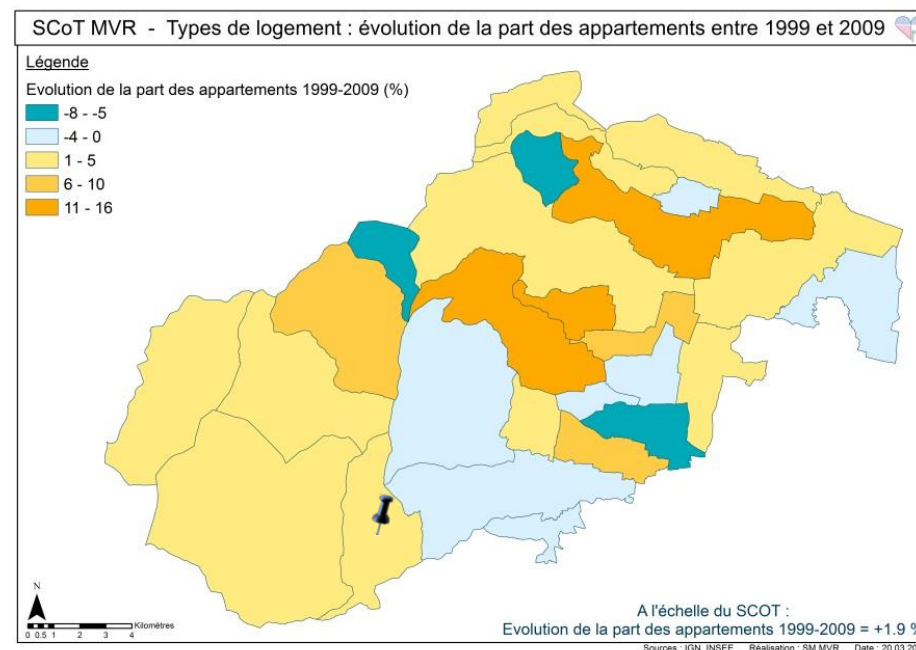 SCoT MVR - Types de logement : évolution de la part des appartements entre 1999 et 2009
Légende
Evolution de la part des appartements 1999-2009 (%)
-8 - -5
-4 - 0
1 - 5
6 - 10
11 - 16
N
Kilomètres
0 0.5 1 2 3 4
A l'échelle du SCOT :
Evolution de la part des appartements 1999-2009 = +1.9 %
Sources : IGN, INSEE Réalisation : SM MVR Date : 20.03.20